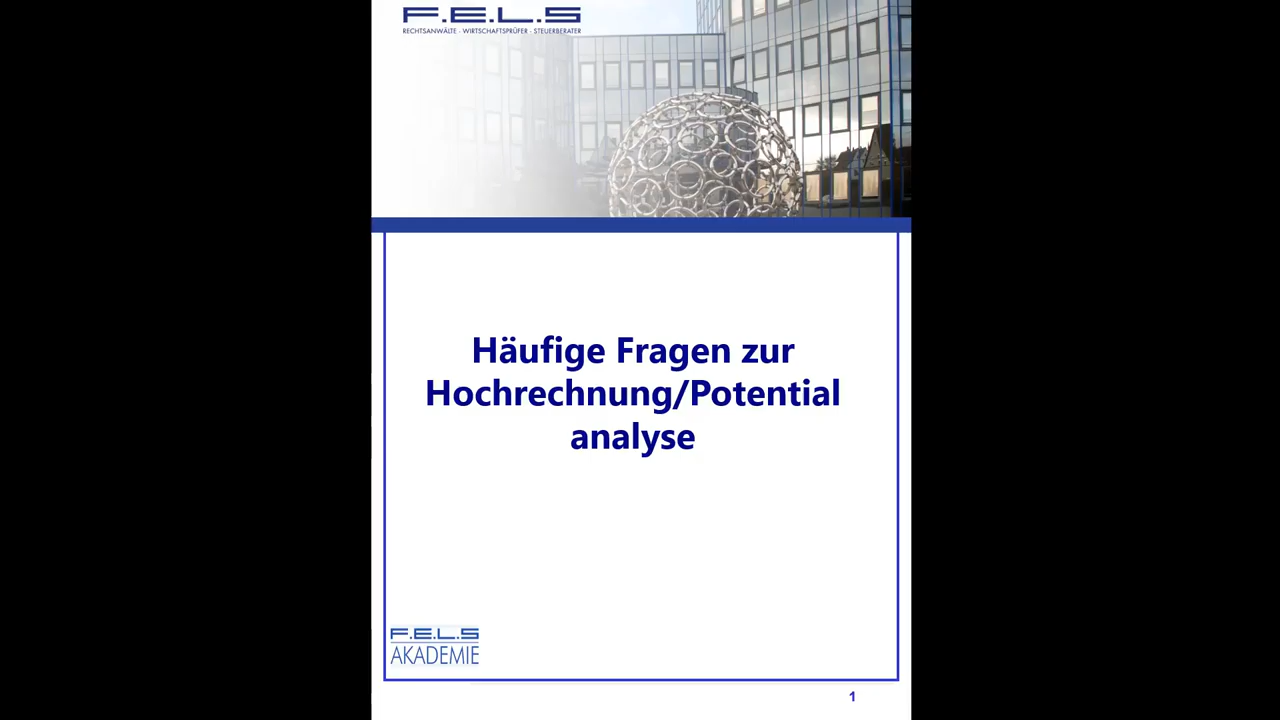 F.E.L.S
RECHTSANWÄLTE · WIRTSCHAFTSPRÜFER · STEUERBERATER
Häufige Fragen zur
Hochrechnung/Potential
analyse
F.E.L.S
AKADEMIE
1